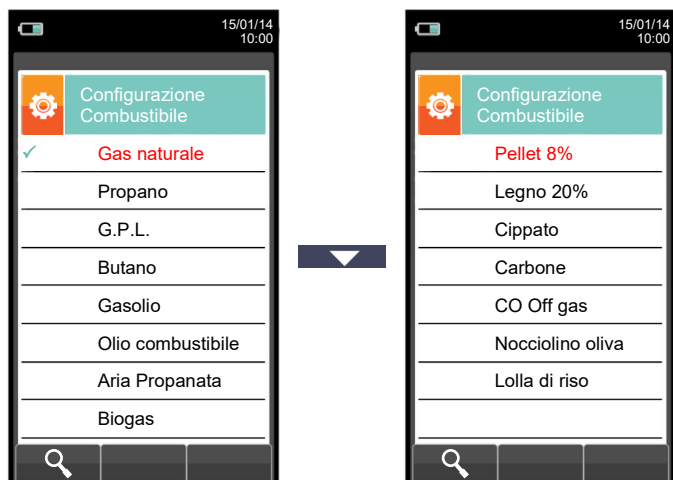 15/01/14
10:00
Configurazione
Combustibile
Gas naturale
Propano
G.P.L.
Butano
Gasolio
Olio combustibile
Aria Propanata
Biogas
15/01/14
10:00
Configurazione
Combustibile
Pellet 8%
Legno 20%
Cippato
Carbone
CO Off gas
Nocciolino oliva
Lolla di riso